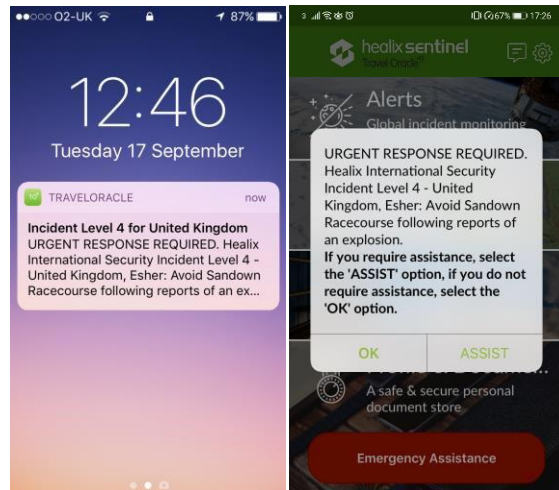 ●●○○○ O2-UK 87%
12:46
Tuesday 17 September
TRAVELORACLE now
Incident Level 4 for United Kingdom
URGENT RESPONSE REQUIRED. Healix
International Security Incident Level 4 -
United Kingdom, Esher: Avoid Sandown
Racecourse following reports of an ex...
67% 17:26
healix sentinel
Travel Oracle
Alerts
Global incident monitoring
URGENT RESPONSE REQUIRED.
Healix International Security
Incident Level 4 - United
Kingdom, Esher: Avoid Sandown
Racecourse following reports of
an explosion.
If you require assistance, select
the 'ASSIST' option, if you do not
require assistance, select the
'OK' option.
OK ASSIST
A safe & secure personal
document store
Emergency Assistance